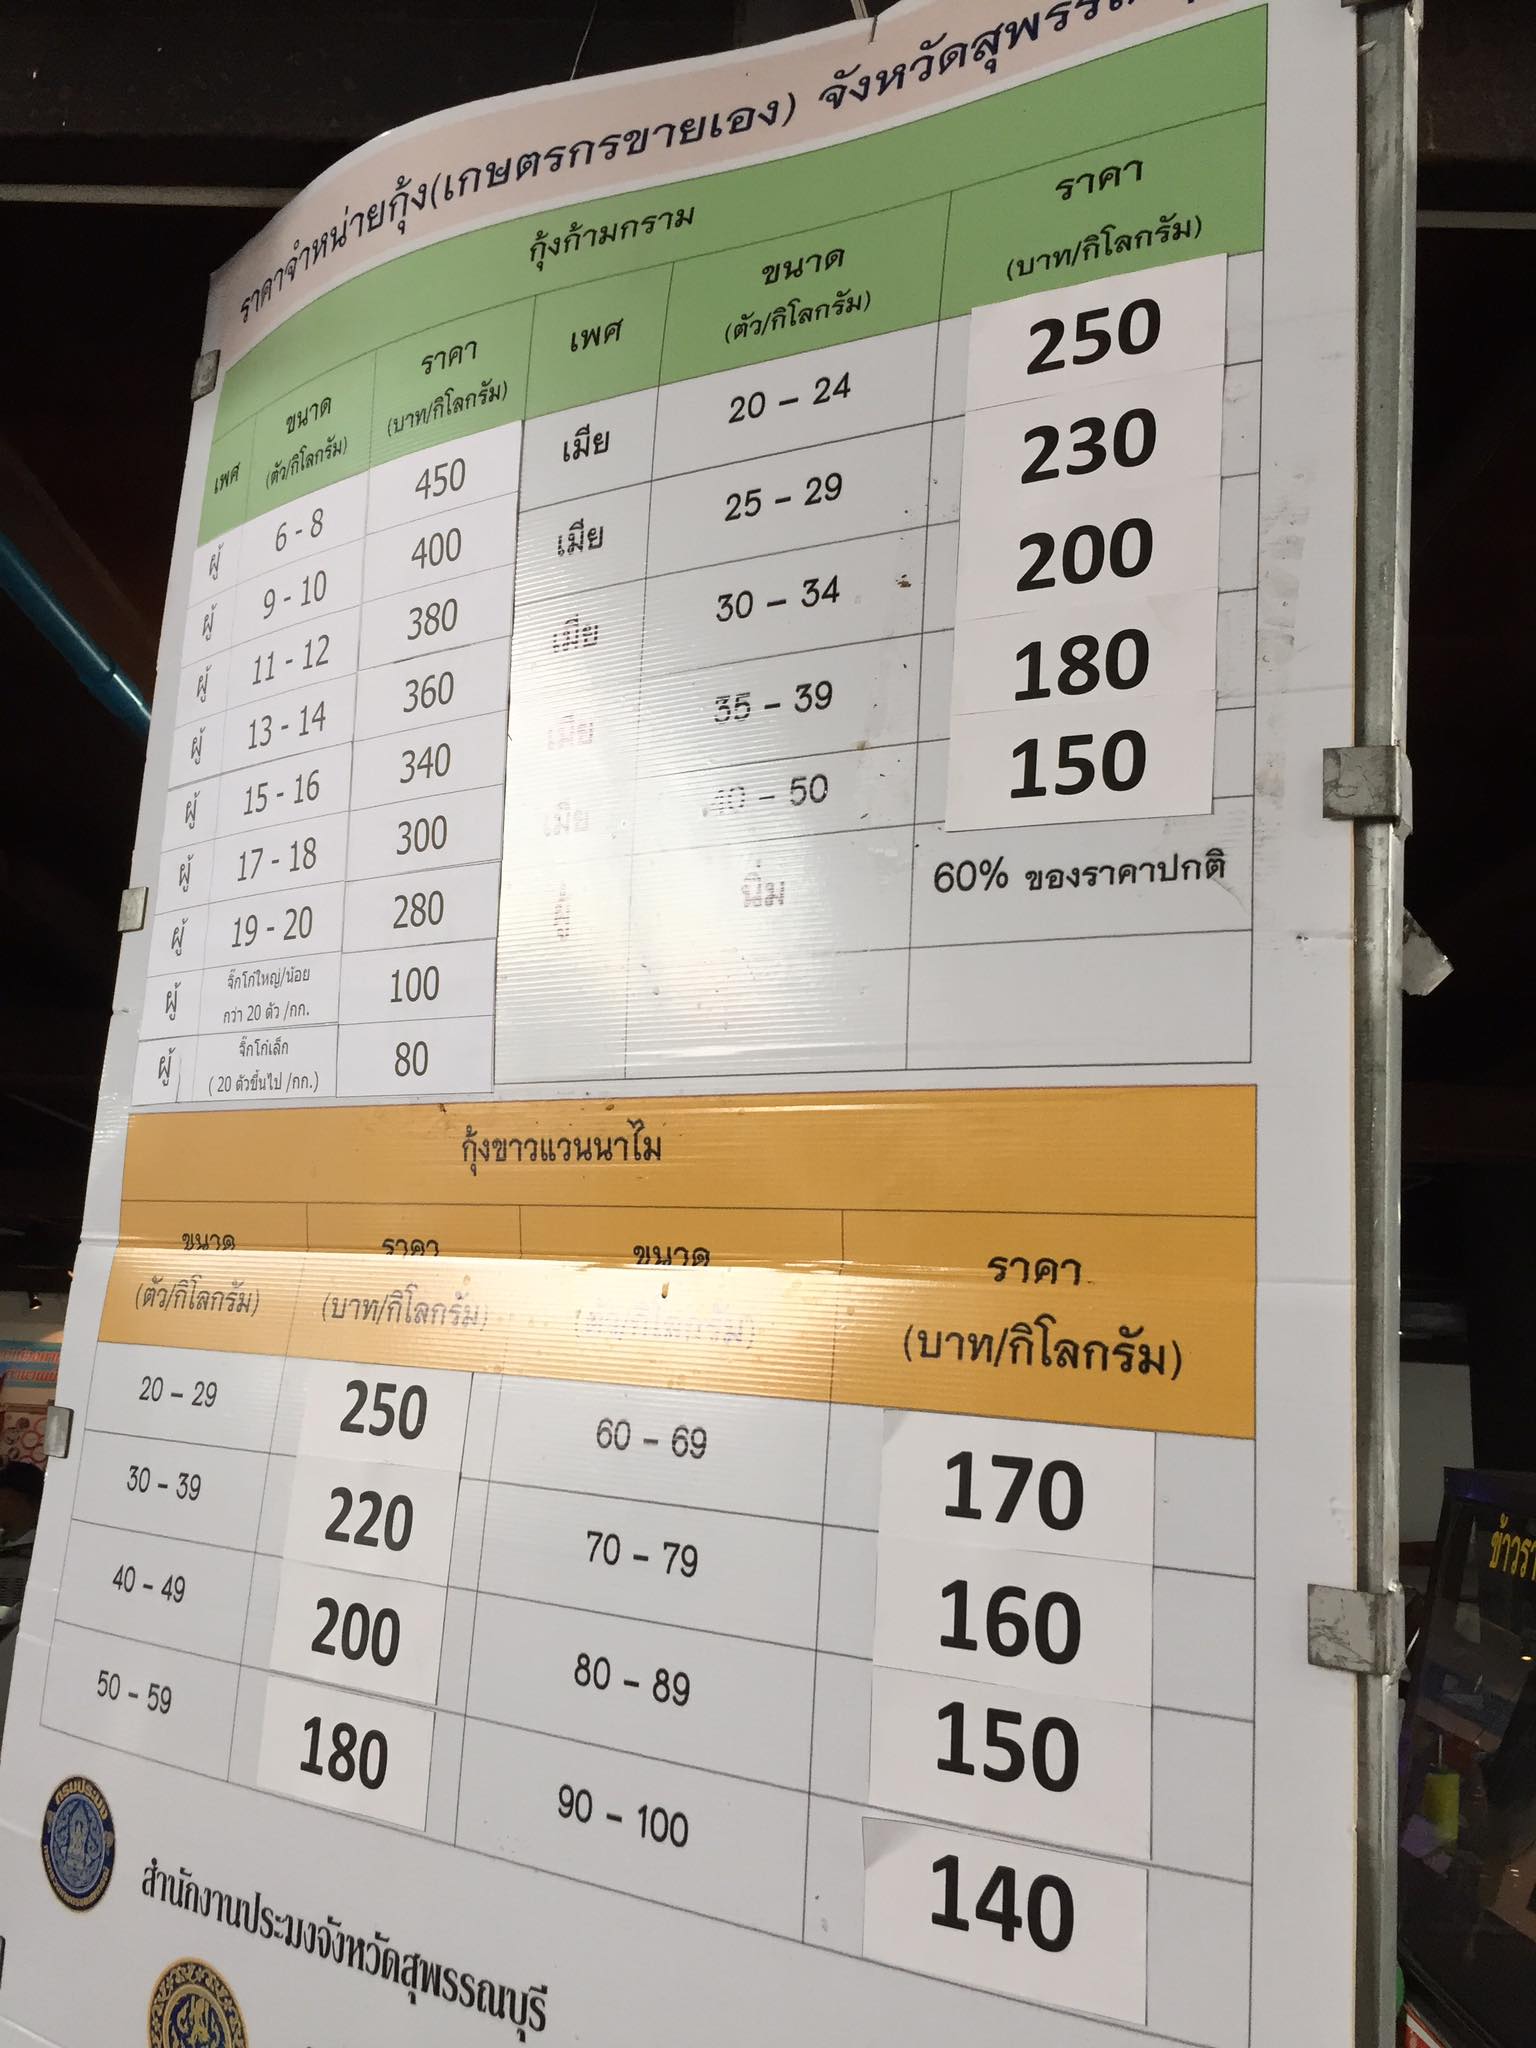 ราคาจำหน่ายกุ้ง(เกษตรกรขายเอง) จังหวัดสุพรรณ
กุ้งก้ามกราม
เพศ ขนาด (ตัว/กิโลกรัม) ราคา (บาท/กิโลกรัม) เพศ ขนาด (ตัว/กิโลกรัม) ราคา (บาท/กิโลกรัม)
ผู้ 6 - 8 450 เมีย 20 – 24 250
ผู้ 9 - 10 400 เมีย 25 – 29 230
ผู้ 11 - 12 380 เมีย 30 – 34 200
ผู้ 13 - 14 360 เมีย 35 – 39 180
ผู้ 15 - 16 340 เมีย 40 – 50 150
ผู้ 17 - 18 300 นิ่ม 60% ของราคาปกติ
ผู้ 19 - 20 280
ผู้ จิ๊กโก๋ใหญ่/น้อย 100
กว่า 20 ตัว /กก.
ผู้ จิ๊กโก๋เล็ก 80
( 20 ตัวขึ้นไป /กก.)
กุ้งขาวแวนนาไม
ขนาด ราคา ขนาด ราคา
(ตัว/กิโลกรัม) (บาท/กิโลกรัม) (ตัว/กิโลกรัม) (บาท/กิโลกรัม)
20 – 29 250 60 – 69 170
30 – 39 220 70 – 79 160
40 – 49 200 80 – 89 150
50 – 59 180 90 – 100 140
กรมประมง
สำนักงานประมงจังหวัดสุพรรณบุรี